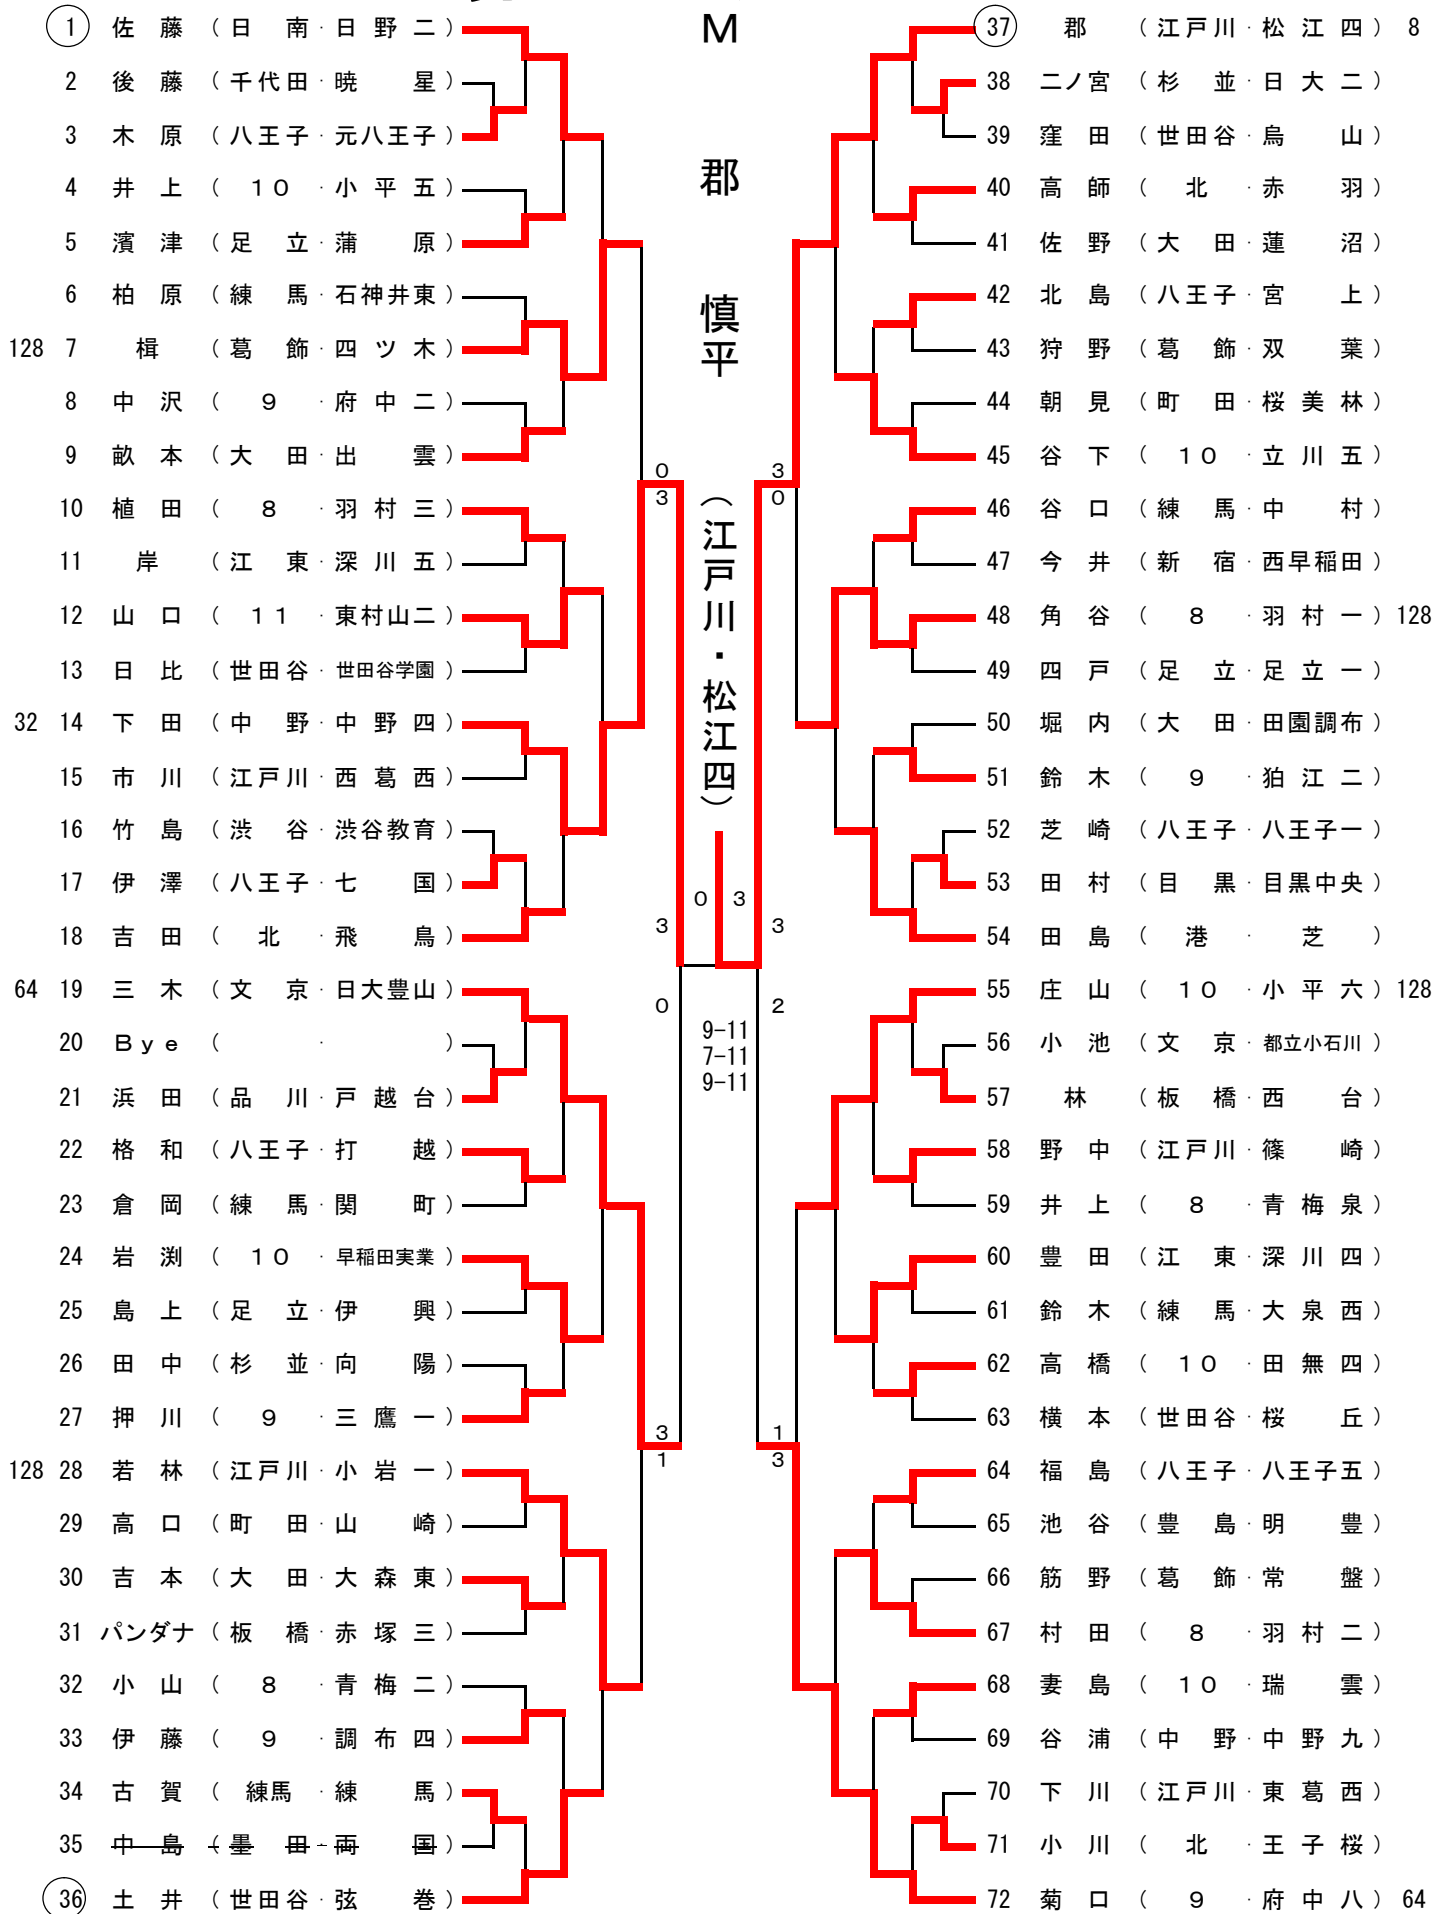 1 佐藤 (日南・日野二)
2 後藤 (千代田・暁星)
3 木原 (八王子・元八王子)
4 井上 (10・小平五)
5 濱津 (足立・蒲原)
6 柏原 (練馬・石神井東)
128 7 楫 (葛飾・四ツ木)
8 中沢 (9・府中二)
9 畝本 (大田・出雲)
10 植田 (8・羽村三)
11 岸 (江東・深川五)
12 山口 (11・東村山二)
13 日比 (世田谷・世田谷学園)
32 14 下田 (中野・中野四)
15 市川 (江戸川・西葛西)
16 竹島 (渋谷・渋谷教育)
17 伊澤 (八王子・七国)
18 吉田 (北・飛鳥)
64 19 三木 (文京・日大豊山)
20 Bye (・)
21 浜田 (品川・戸越台)
22 格和 (八王子・打越)
23 倉岡 (練馬・関町)
24 岩渕 (10・早稲田実業)
25 島上 (足立・伊興)
26 田中 (杉並・向陽)
27 押川 (9・三鷹一)
128 28 若林 (江戸川・小岩一)
29 高口 (町田・山崎)
30 吉本 (大田・大森東)
31 パンダナ (板橋・赤塚三)
32 小山 (8・青梅二)
33 伊藤 (9・調布四)
34 古賀 (練馬・練馬)
35 中島 (墨田・両国)
36 土井 (世田谷・弦巻)
0
3
3
0
3
1
M 郡 慎平 (江戸川・松江四)
0 3
9-11
7-11
9-11
3
0
3
2
1
3
37 郡 (江戸川・松江四) 8
38 二ノ宮 (杉並・日大二)
39 窪田 (世田谷・烏山)
40 高師 (北・赤羽)
41 佐野 (大田・蓮沼)
42 北島 (八王子・宮上)
43 狩野 (葛飾・双葉)
44 朝見 (町田・桜美林)
45 谷下 (10・立川五)
46 谷口 (練馬・中村)
47 今井 (新宿・西早稲田)
48 角谷 (8・羽村一) 128
49 四戸 (足立・足立一)
50 堀内 (大田・田園調布)
51 鈴木 (9・狛江二)
52 芝崎 (八王子・八王子一)
53 田村 (目黒・目黒中央)
54 田島 (港・芝)
55 庄山 (10・小平六) 128
56 小池 (文京・都立小石川)
57 林 (板橋・西台)
58 野中 (江戸川・篠崎)
59 井上 (8・青梅泉)
60 豊田 (江東・深川四)
61 鈴木 (練馬・大泉西)
62 高橋 (10・田無四)
63 横本 (世田谷・桜丘)
64 福島 (八王子・八王子五)
65 池谷 (豊島・明豊)
66 筋野 (葛飾・常盤)
67 村田 (8・羽村二)
68 妻島 (10・瑞雲)
69 谷浦 (中野・中野九)
70 下川 (江戸川・東葛西)
71 小川 (北・王子桜)
72 菊口 (9・府中八) 64